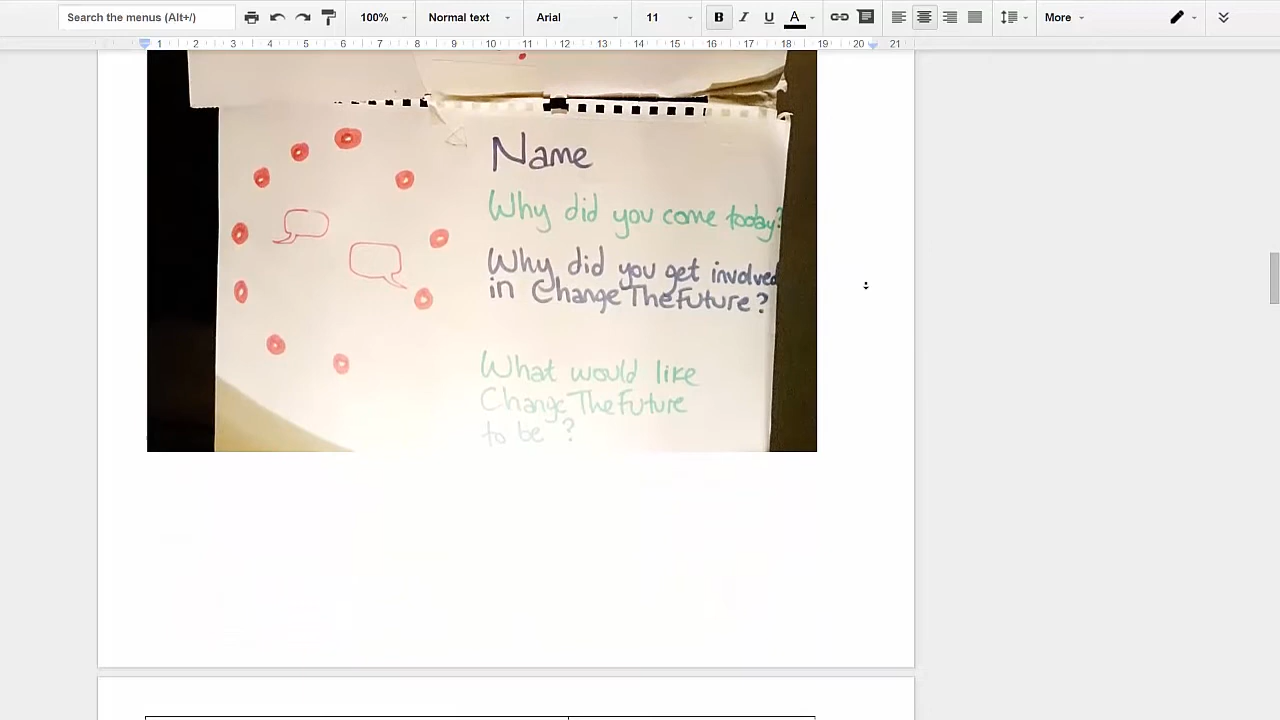 Search the menus (Alt+/)
100%
Normal text
Arial
11
B
I
U
A
More
1 2 3 4 5 6 7 8 9 10 11 12 13 14 15 16 17 18 19 20 21
Name
Why did you come today?
Why did you get involved
in ChangeTheFuture?
What would like
ChangeTheFuture
to be ?